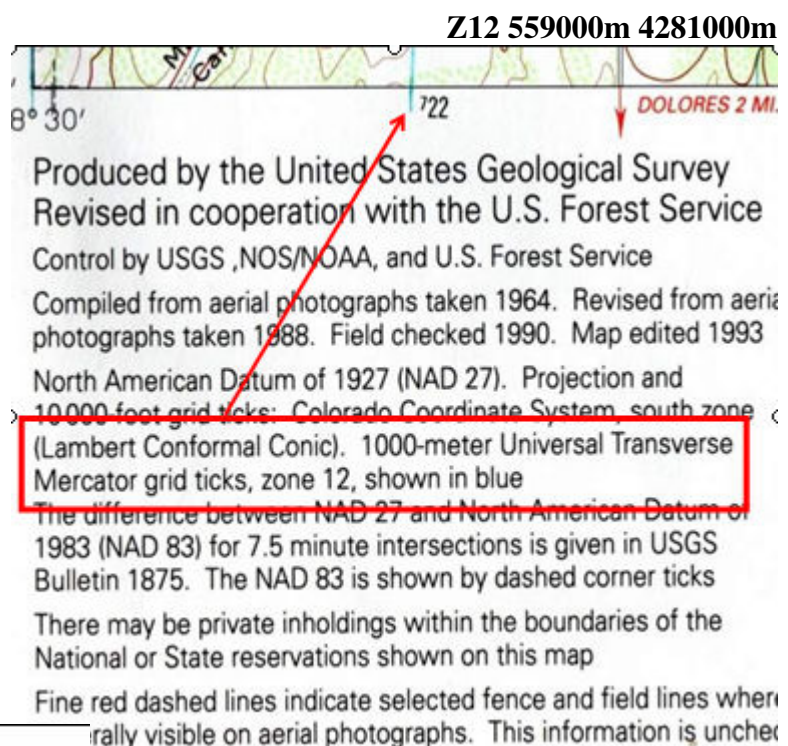 Z12 559000m 4281000m
Car
8° 30'
722
DOLORES 2 MI.
Produced by the United States Geological Survey
Revised in cooperation with the U.S. Forest Service
Control by USGS ,NOS/NOAA, and U.S. Forest Service
Compiled from aerial photographs taken 1964. Revised from aeria
photographs taken 1988. Field checked 1990. Map edited 1993
North American Datum of 1927 (NAD 27). Projection and
10 000-foot grid ticks: Colorado Coordinate System, south zone
(Lambert Conformal Conic). 1000-meter Universal Transverse
Mercator grid ticks, zone 12, shown in blue
The difference between NAD 27 and North American Datum of
1983 (NAD 83) for 7.5 minute intersections is given in USGS
Bulletin 1875. The NAD 83 is shown by dashed corner ticks
There may be private inholdings within the boundaries of the
National or State reservations shown on this map
Fine red dashed lines indicate selected fence and field lines where
rally visible on aerial photographs. This information is unchec